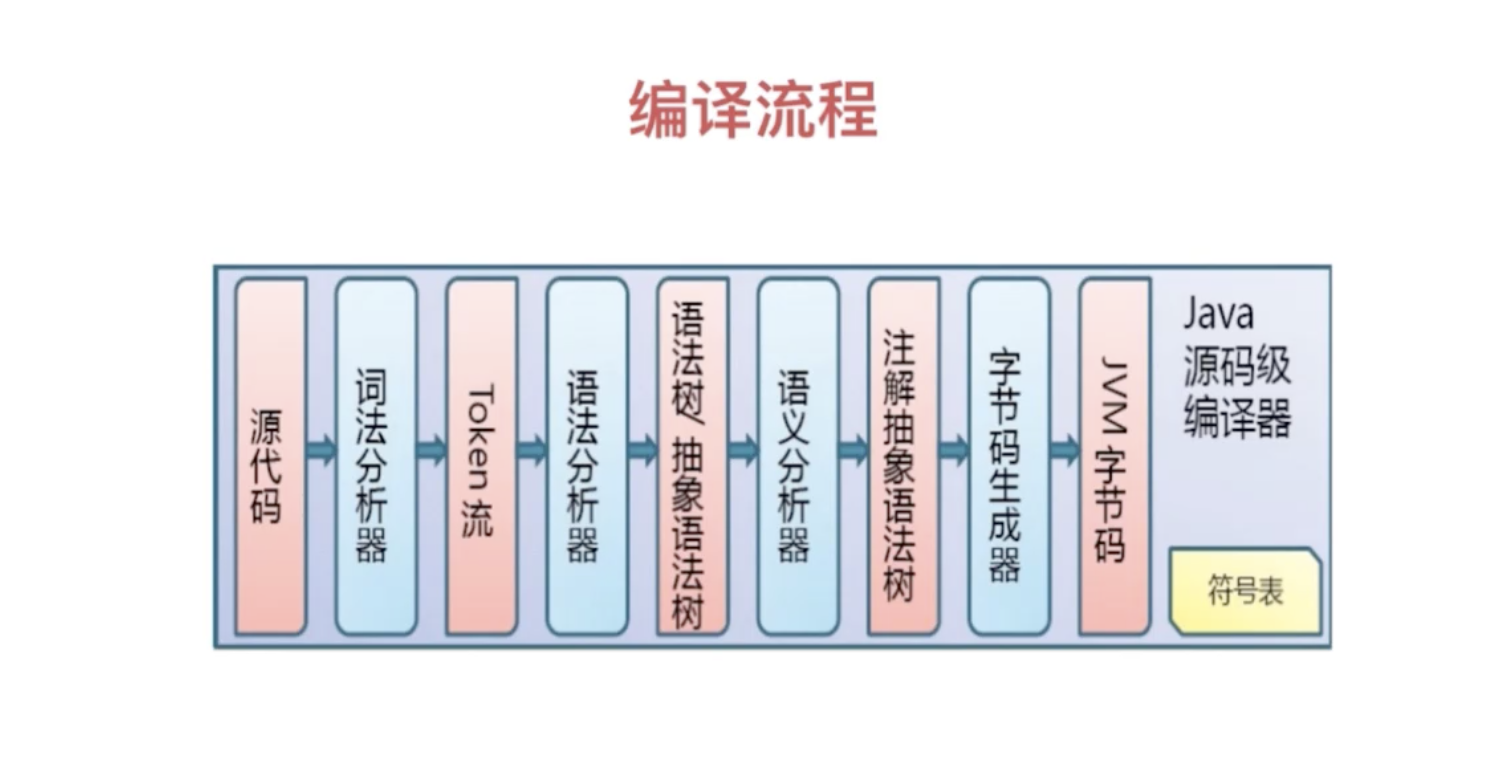 编译流程
源代码
词法分析器
Token 流
语法分析器
语法树/ 抽象语法树
语义分析器
注解抽象语法树
字节码生成器
JVM 字节码
Java
源码级
编译器
符号表